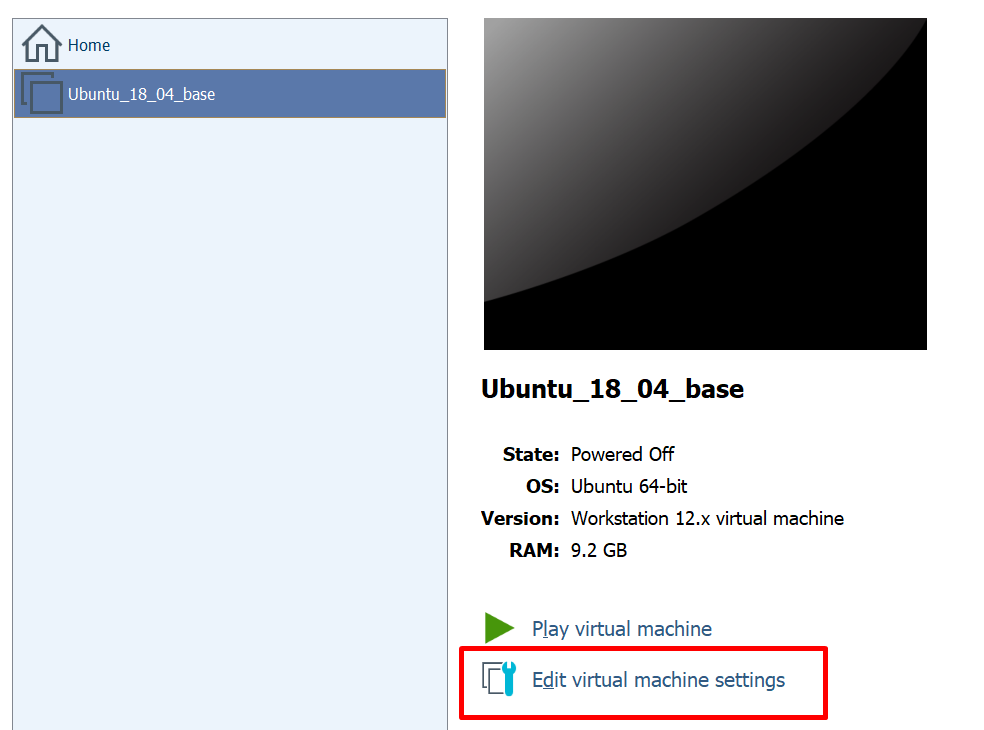 Home
Ubuntu_18_04_base
Ubuntu_18_04_base
State: Powered Off
OS: Ubuntu 64-bit
Version: Workstation 12.x virtual machine
RAM: 9.2 GB
Play virtual machine
Edit virtual machine settings